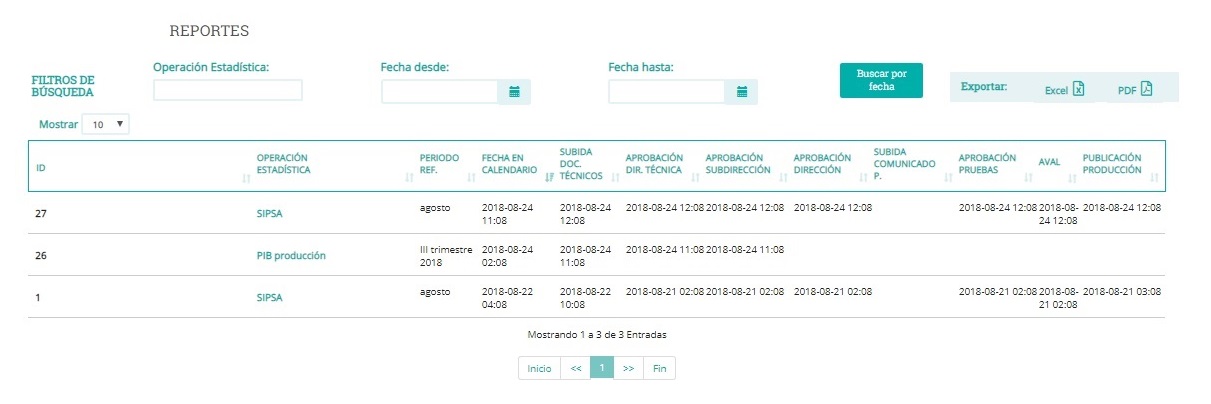 REPORTES
Operación Estadística:
Fecha desde:
Fecha hasta:
FILTROS DE
BÚSQUEDA
Buscar por
fecha
Exportar:
Excel
PDF
Mostrar 10
ID
OPERACIÓN
ESTADÍSTICA
PERIODO
REF.
FECHA EN
CALENDARIO
SUBIDA
DOC.
TÉCNICOS
APROBACIÓN
DIR. TÉCNICA
APROBACIÓN
SUBDIRECCIÓN
APROBACIÓN
DIRECCIÓN
SUBIDA
COMUNICADO
P.
APROBACIÓN
PRUEBAS
AVAL
PUBLICACIÓN
PRODUCCIÓN
27
SIPSA
agosto
2018-08-24
11:08
2018-08-24
12:08
2018-08-24 12:08
2018-08-24 12:08
2018-08-24 12:08
2018-08-24 12:08
2018-08-
24 12:08
2018-08-24 12:08
26
PIB producción
III trimestre
2018
2018-08-24
02:08
2018-08-24
11:08
2018-08-24 11:08
2018-08-24 11:08
1
SIPSA
agosto
2018-08-22
04:08
2018-08-22
10:08
2018-08-21 02:08
2018-08-21 02:08
2018-08-21 02:08
2018-08-21 02:08
2018-08-
21 02:08
2018-08-21 03:08
Mostrando 1 a 3 de 3 Entradas
Inicio << 1 >> Fin